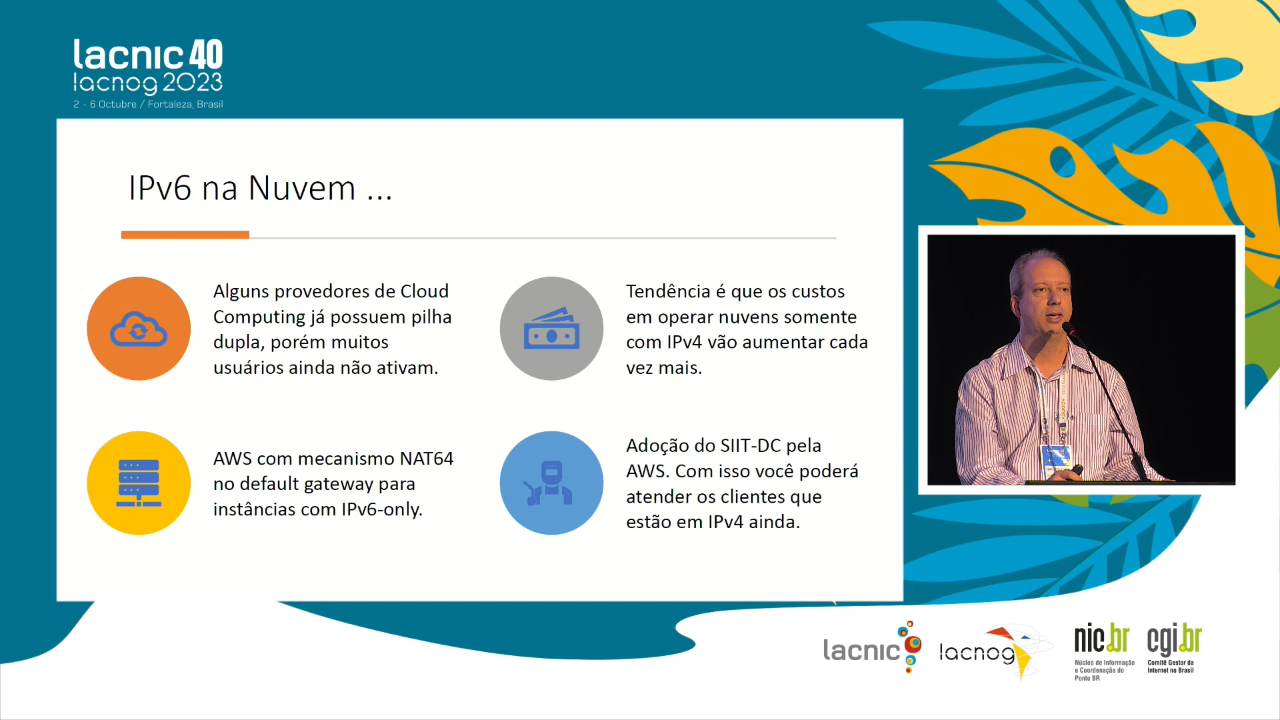 lacnic 40
lacnog 2023
2 - 6 Octubre / Fortaleza, Brasil
IPv6 na Nuvem ...
Alguns provedores de Cloud
Computing já possuem pilha
dupla, porém muitos
usuários ainda não ativam.
Tendência é que os custos
em operar nuvens somente
com IPv4 vão aumentar cada
vez mais.
AWS com mecanismo NAT64
no default gateway para
instâncias com IPv6-only.
Adoção do SIIT-DC pela
AWS. Com isso você poderá
atender os clientes que
estão em IPv4 ainda.
lacnic
lacnog
nic.br
Núcleo de Informação
e Coordenação do
Ponto BR
cgi.br
Comitê Gestor da
Internet no Brasil